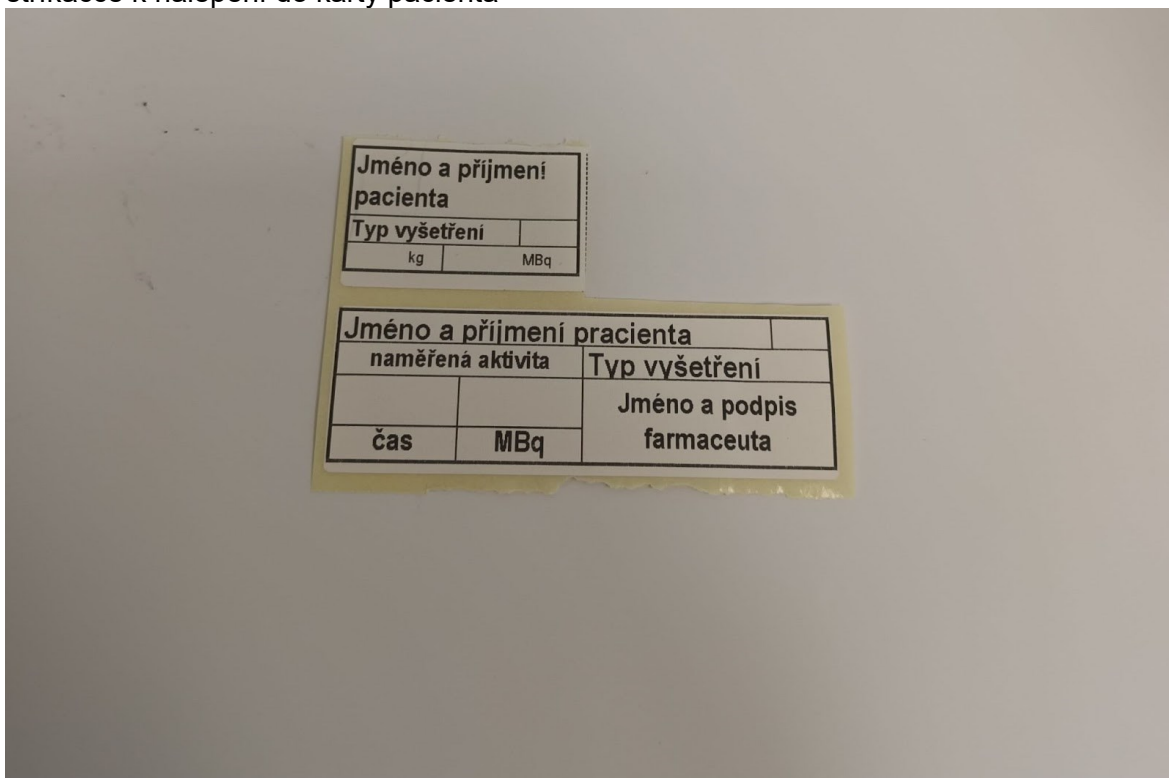 Jméno a příjmení
pacienta
Typ vyšetření
kg MBq
Jméno a příjmení pracienta
naměřená aktivita
Typ vyšetření
Jméno a podpis
farmaceuta
čas MBq